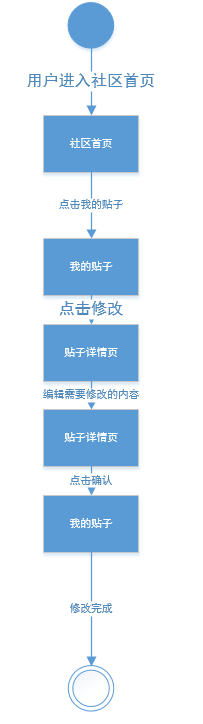 用户进入社区首页
社区首页
点击我的贴子
我的贴子
点击修改
贴子详情页
编辑需要修改的内容
贴子详情页
点击确认
我的贴子
修改完成